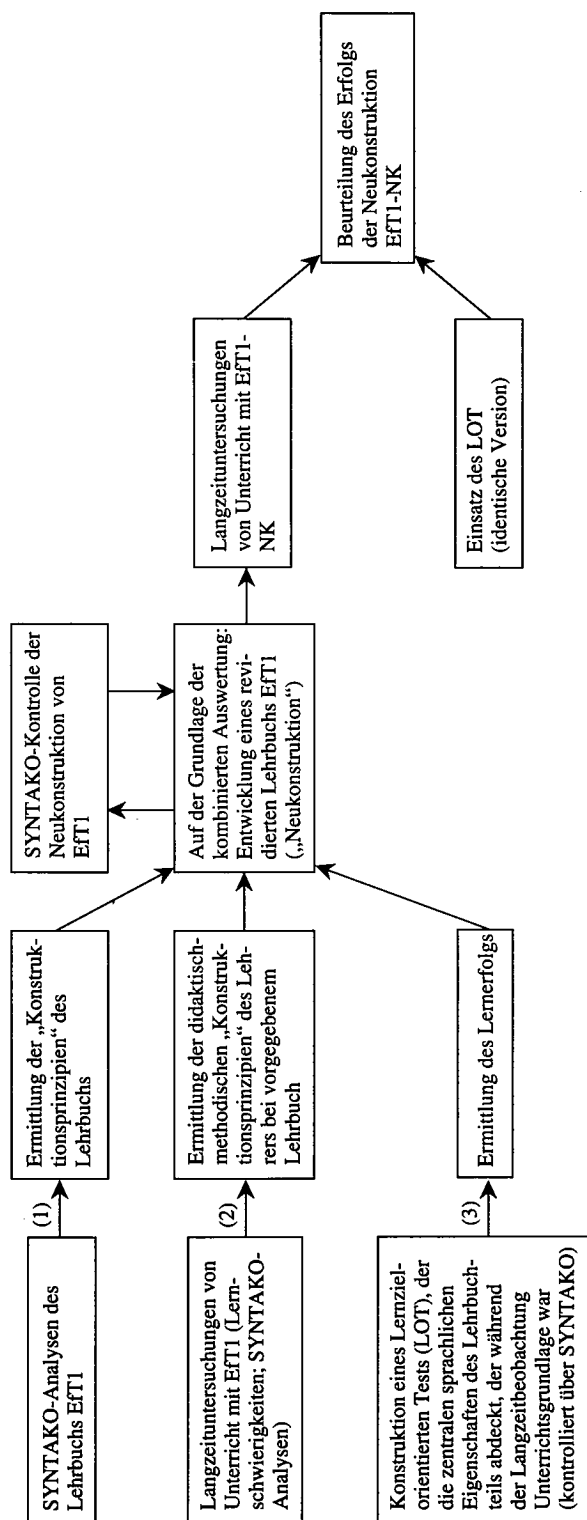 SYNTAKO-Analysen des
Lehrbuchs EfT1
(1)
Ermittlung der „Konstruk-
tionsprinzipien“ des
Lehrbuchs
SYNTAKO-Kontrolle der
Neukonstruktion von
EfT1
Langzeituntersuchungen von
Unterricht mit EfT1 (Lern-
schwierigkeiten; SYNTAKO-
Analysen)
(2)
Ermittlung der didaktisch-
methodischen „Konstruk-
tionsprinzipien“ des Leh-
rers bei vorgegebenem
Lehrbuch
Auf der Grundlage der
kombinierten Auswertung:
Entwicklung eines revi-
dierten Lehrbuchs EfT1
(„Neukonstruktion“)
Langzeituntersuchungen
von Unterricht mit EfT1-
NK
Beurteilung des Erfolgs
der Neukonstruktion
EfT1-NK
Konstruktion eines Lernziel-
orientierten Tests (LOT), der
die zentralen sprachlichen
Eigenschaften des Lehrbuch-
teils abdeckt, der während
der Langzeitbeobachtung
Unterrichtsgrundlage war
(kontrolliert über SYNTAKO)
(3)
Ermittlung des Lernerfolgs
Einsatz des LOT
(identische Version)